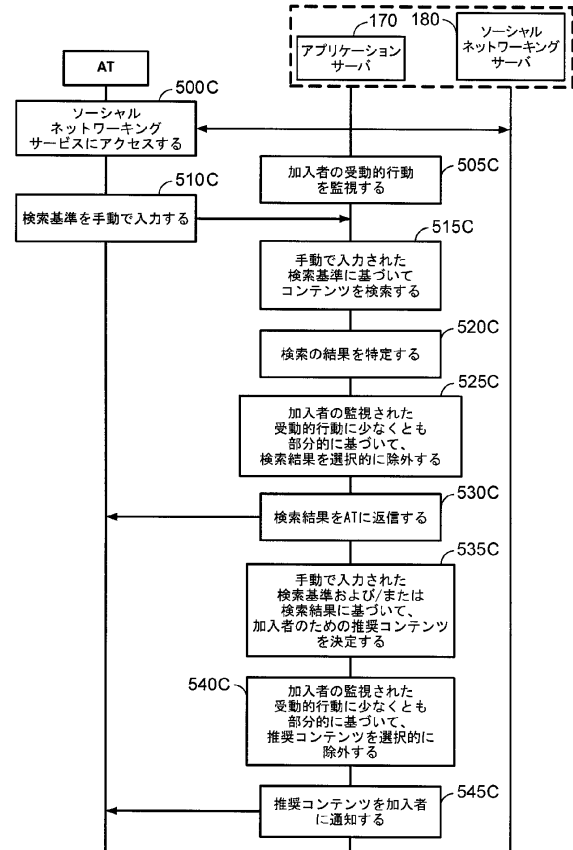 170
アプリケーション
サーバ
180
ソーシャル
ネットワーキング
サーバ
AT
500C
ソーシャル
ネットワーキング
サービスにアクセスする
505C
加入者の受動的行動
を監視する
510C
検索基準を手動で入力する
515C
手動で入力された
検索基準に基づいて
コンテンツを検索する
520C
検索の結果を特定する
525C
加入者の監視された
受動的行動に少なくとも
部分的に基づいて、
検索結果を選択的に除外する
530C
検索結果をATに返信する
535C
手動で入力された
検索基準および/または
検索結果に基づいて、
加入者のための推奨コンテンツ
を決定する
540C
加入者の監視された
受動的行動に少なくとも
部分的に基づいて、
推奨コンテンツを選択的に
除外する
545C
推奨コンテンツを加入者
に通知する